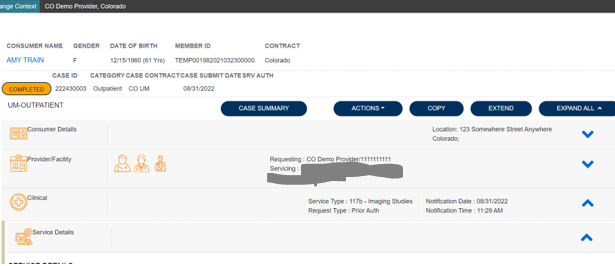 ange Context CO Demo Provider, Colorado
CONSUMER NAME GENDER DATE OF BIRTH MEMBER ID CONTRACT
AMY TRAIN F 12/15/1960 (61 Yrs) TEMP001982021032300000 Colorado
CASE ID CATEGORY CASE CONTRACT CASE SUBMIT DATE SRV AUTH
COMPLETED 222430003 Outpatient CO UM 08/31/2022
UM-OUTPATIENT CASE SUMMARY ACTIONS COPY EXTEND EXPAND ALL
Consumer Details Location: 123 Somewhere Street Anywhere
Colorado;
Provider/Facility Requesting : CO Demo Provider/1111111111
Servicing :
Clinical Service Type : 117b - Imaging Studies Notification Date : 08/31/2022
Request Type : Prior Auth Notification Time : 11:29 AM
Service Details